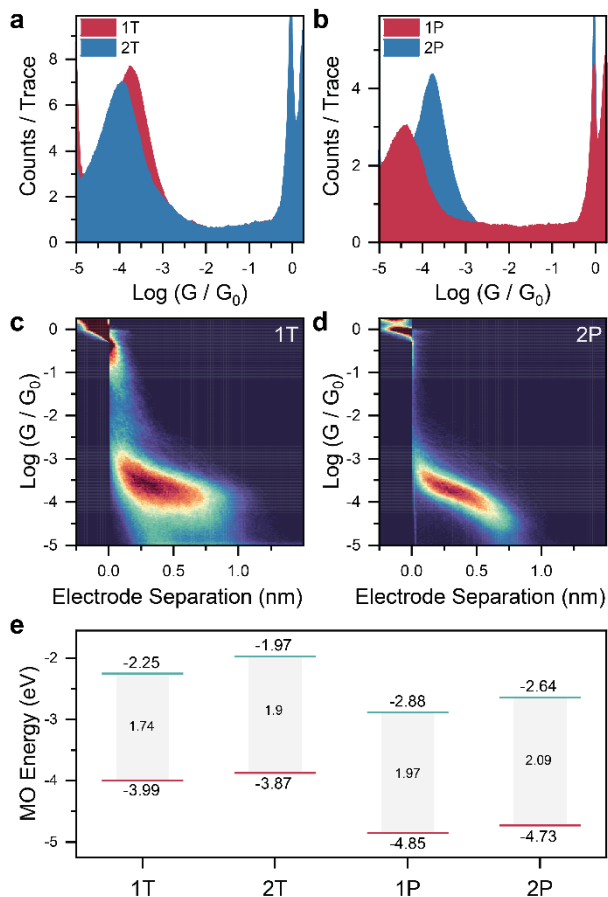 a
1T
2T
Counts / Trace
8
6
4
2
0
-5 -4 -3 -2 -1 0
Log (G / G0)
b
1P
2P
Counts / Trace
4
2
0
-5 -4 -3 -2 -1 0
Log (G / G0)
c
1T
Log (G / G0)
0
-1
-2
-3
-4
-5
0.0 0.5 1.0
Electrode Separation (nm)
d
2P
Log (G / G0)
0
-1
-2
-3
-4
-5
0.0 0.5 1.0
Electrode Separation (nm)
e
MO Energy (eV)
-2
-3
-4
-5
-2.25
1.74
-3.99
-1.97
1.9
-3.87
-2.88
1.97
-4.85
-2.64
2.09
-4.73
1T 2T 1P 2P